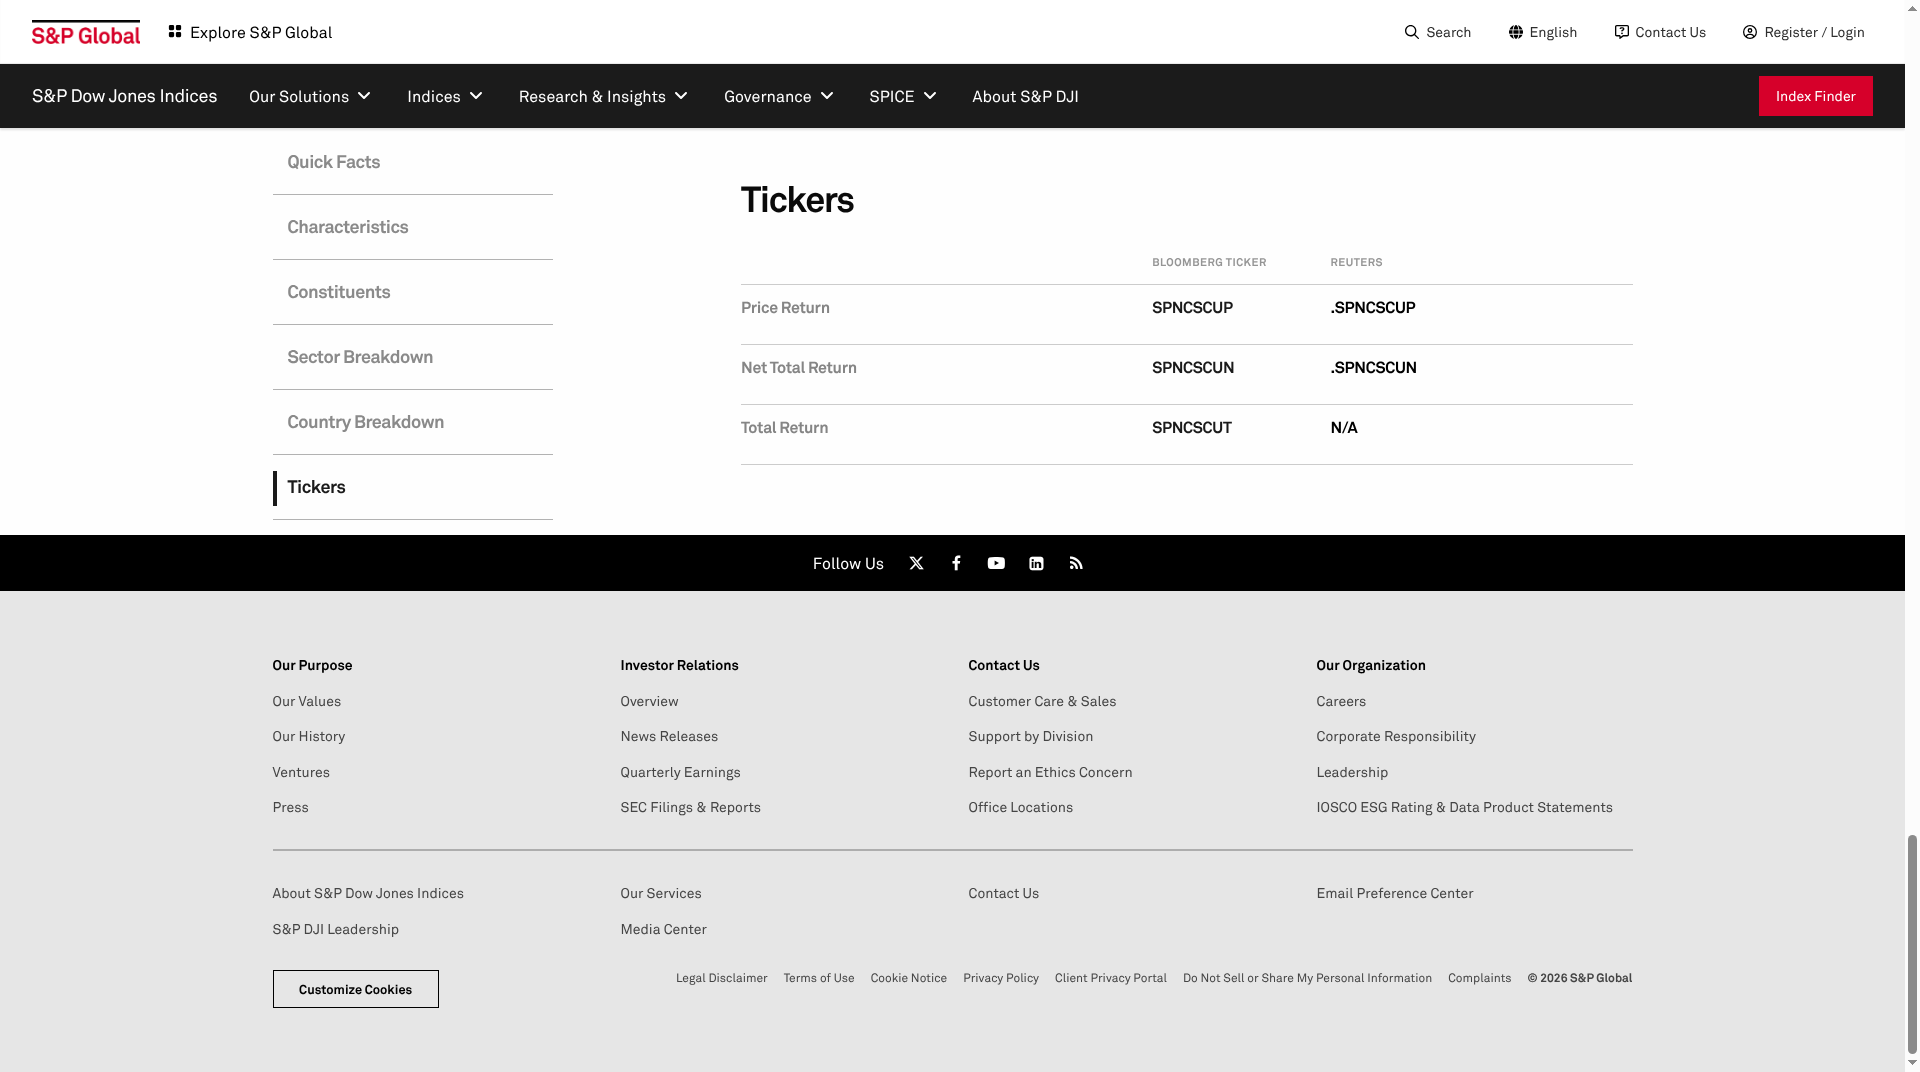 S&P Global
Explore S&P Global
Search
English
Contact Us
Register / Login
S&P Dow Jones Indices
Our Solutions
Indices
Research & Insights
Governance
SPICE
About S&P DJI
Index Finder
Quick Facts
Characteristics
Constituents
Sector Breakdown
Country Breakdown
Tickers
Tickers
BLOOMBERG TICKER REUTERS
Price Return SPNCSCUP .SPNCSCUP
Net Total Return SPNCSCUN .SPNCSCUN
Total Return SPNCSCUT N/A
Follow Us
Our Purpose
Our Values
Our History
Ventures
Press
Investor Relations
Overview
News Releases
Quarterly Earnings
SEC Filings & Reports
Contact Us
Customer Care & Sales
Support by Division
Report an Ethics Concern
Office Locations
Our Organization
Careers
Corporate Responsibility
Leadership
IOSCO ESG Rating & Data Product Statements
About S&P Dow Jones Indices
S&P DJI Leadership
Our Services
Media Center
Contact Us
Email Preference Center
Customize Cookies
Legal Disclaimer Terms of Use Cookie Notice Privacy Policy Client Privacy Portal Do Not Sell or Share My Personal Information Complaints © 2026 S&P Global